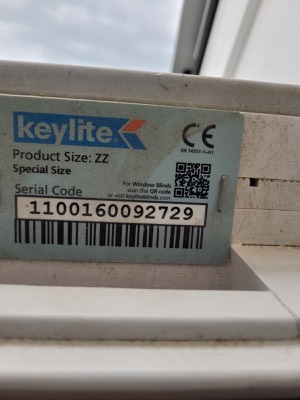 keylite
CE
EN 14351-1+A1
Product Size: ZZ
Special Size
For Window Blinds
scan the QR code
or visit keyliteblinds.com
Serial Code
1100160092729